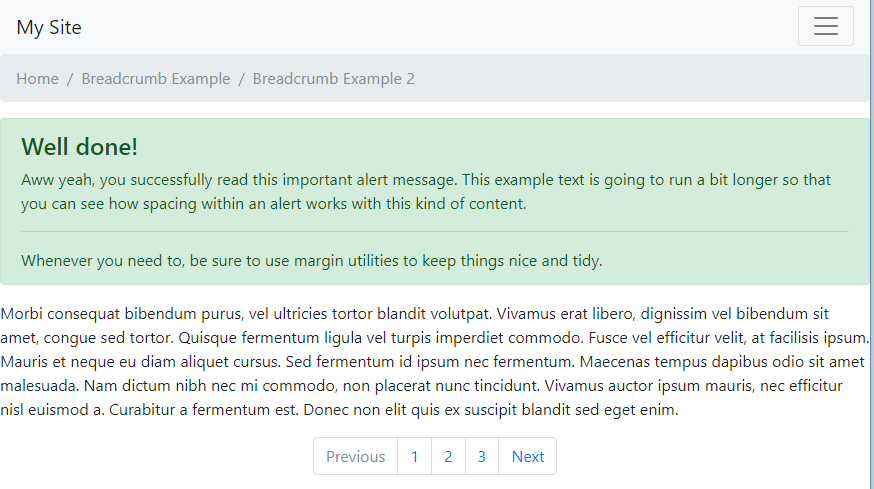 My Site
Home / Breadcrumb Example / Breadcrumb Example 2
Well done!
Aww yeah, you successfully read this important alert message. This example text is going to run a bit longer so that
you can see how spacing within an alert works with this kind of content.
Whenever you need to, be sure to use margin utilities to keep things nice and tidy.
Morbi consequat bibendum purus, vel ultricies tortor blandit volutpat. Vivamus erat libero, dignissim vel bibendum sit
amet, congue sed tortor. Quisque fermentum ligula vel turpis imperdiet commodo. Fusce vel efficitur velit, at facilisis ipsum.
Mauris et neque eu diam aliquet cursus. Sed fermentum id ipsum nec fermentum. Maecenas tempus dapibus odio sit amet
malesuada. Nam dictum nibh nec mi commodo, non placerat nunc tincidunt. Vivamus auctor ipsum mauris, nec efficitur
nisl euismod a. Curabitur a fermentum est. Donec non elit quis ex suscipit blandit sed eget enim.
Previous 1 2 3 Next